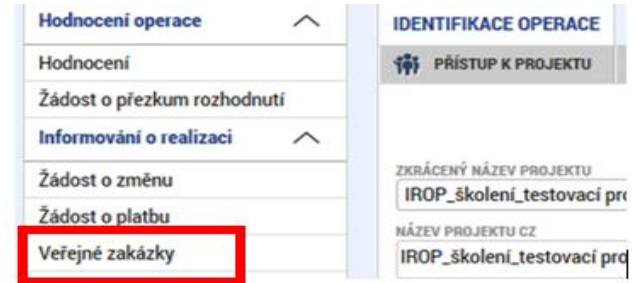 Hodnocení operace
Hodnocení
Žádost o přezkum rozhodnutí
Informování o realizaci
Žádost o změnu
Žádost o platbu
Veřejné zakázky
IDENTIFIKACE OPERACE
PŘÍSTUP K PROJEKTU
ZKRÁCENÝ NÁZEV PROJEKTU
IROP_školení_testovací pro
NÁZEV PROJEKTU CZ
IROP_školení_testovací pro